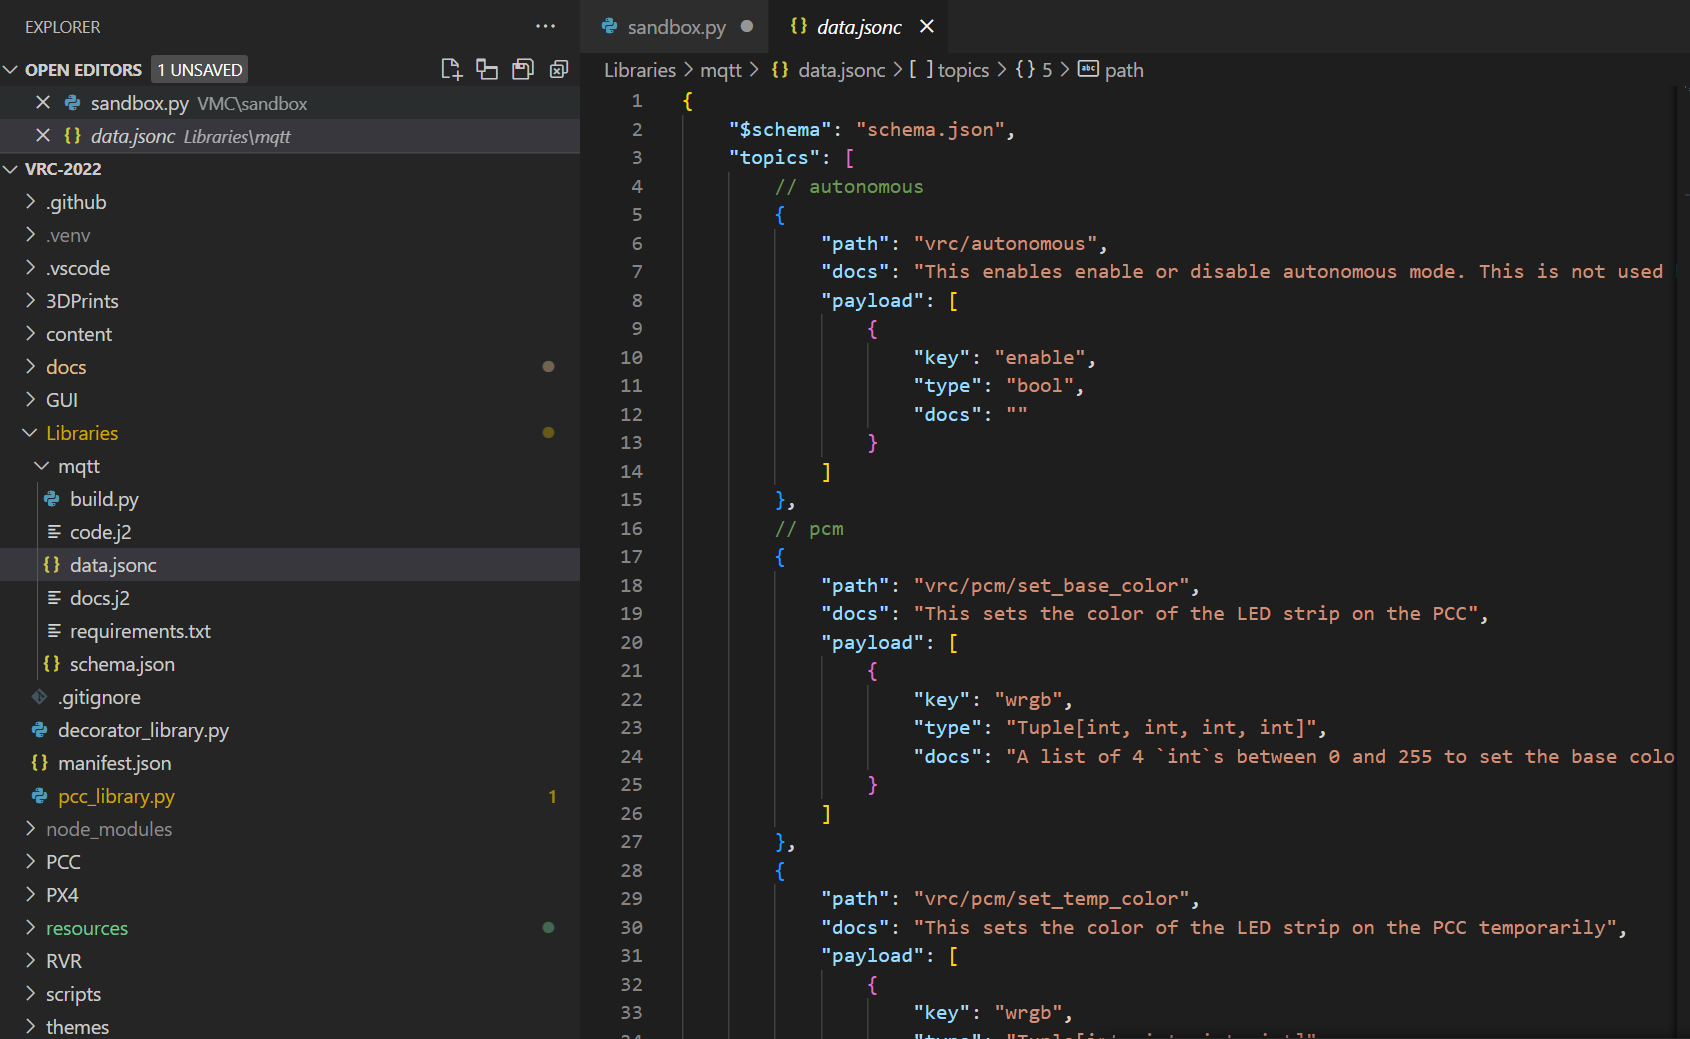 EXPLORER
OPEN EDITORS 1 UNSAVED
sandbox.py VMC\sandbox
data.jsonc Libraries\mqtt
VRC-2022
.github
.venv
.vscode
3DPrints
content
docs
GUI
Libraries
mqtt
build.py
code.j2
data.jsonc
docs.j2
requirements.txt
schema.json
.gitignore
decorator_library.py
manifest.json
pcc_library.py 1
node_modules
PCC
PX4
resources
RVR
scripts
themes
sandbox.py data.jsonc
Libraries > mqtt > {} data.jsonc > [ ] topics > {} 5 > abc path
1 {
2 "$schema": "schema.json",
3 "topics": [
4 // autonomous
5 {
6 "path": "vrc/autonomous",
7 "docs": "This enables enable or disable autonomous mode. This is not used
8 "payload": [
9 {
10 "key": "enable",
11 "type": "bool",
12 "docs": ""
13 }
14 ]
15 },
16 // pcm
17 {
18 "path": "vrc/pcm/set_base_color",
19 "docs": "This sets the color of the LED strip on the PCC",
20 "payload": [
21 {
22 "key": "wrgb",
23 "type": "Tuple[int, int, int, int]",
24 "docs": "A list of 4 `int`s between 0 and 255 to set the base colo
25 }
26 ]
27 },
28 {
29 "path": "vrc/pcm/set_temp_color",
30 "docs": "This sets the color of the LED strip on the PCC temporarily",
31 "payload": [
32 {
33 "key": "wrgb",